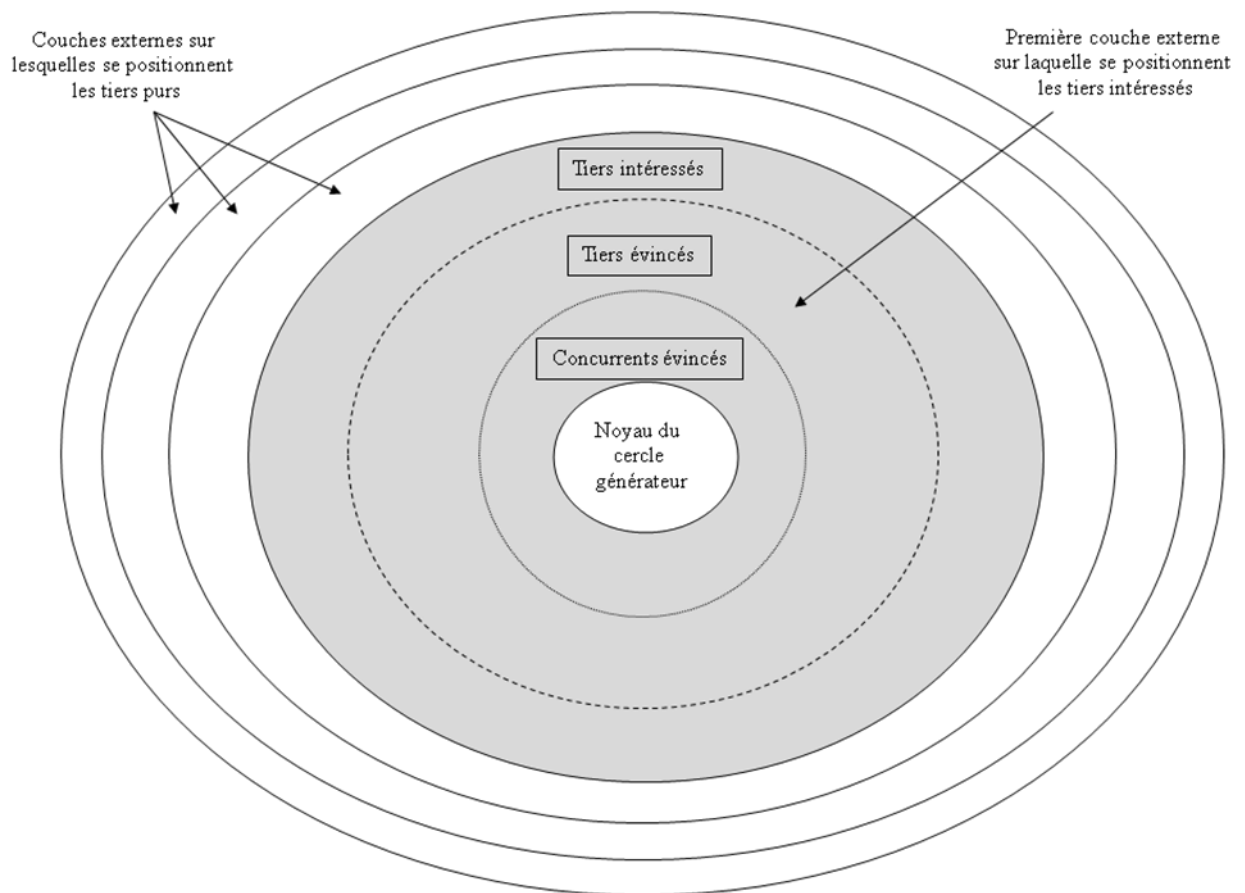 Couches externes sur
lesquelles se positionnent
les tiers purs
Première couche externe
sur laquelle se positionnent
les tiers intéressés
Tiers intéressés
Tiers évincés
Concurrents évincés
Noyau du
cercle
générateur